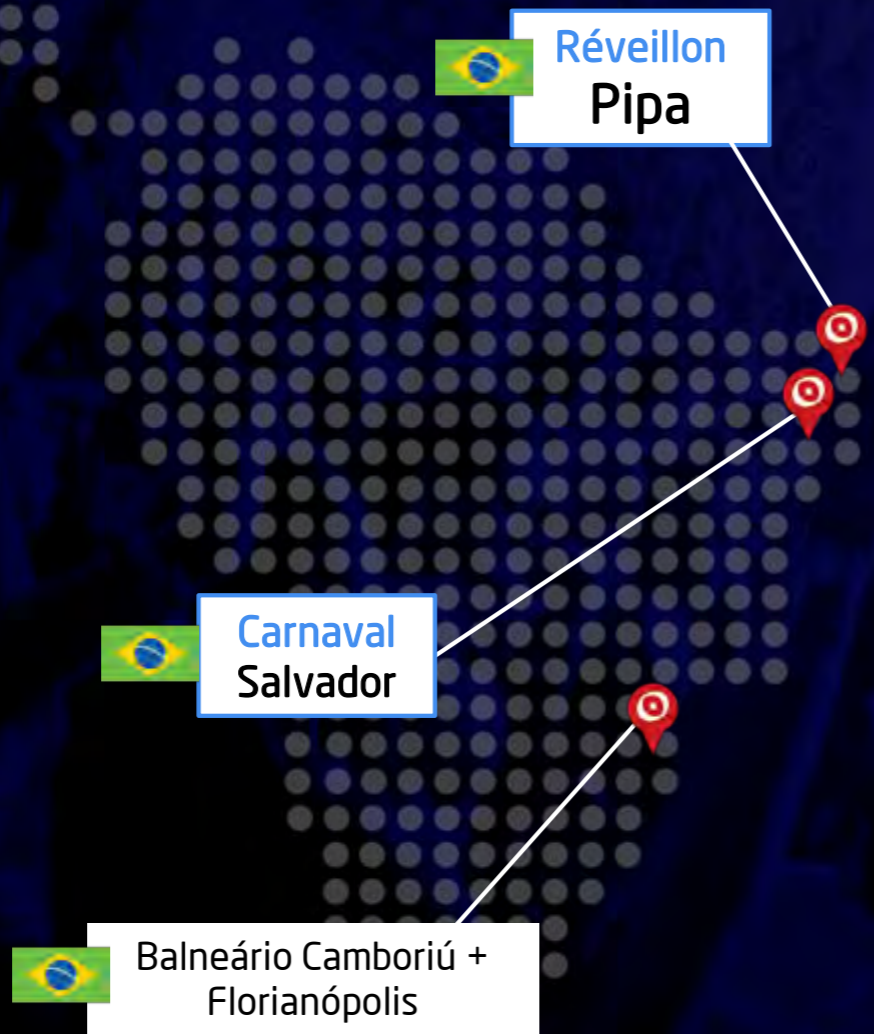 Réveillon
Pipa
Carnaval
Salvador
Balneário Camboriú +
Florianópolis